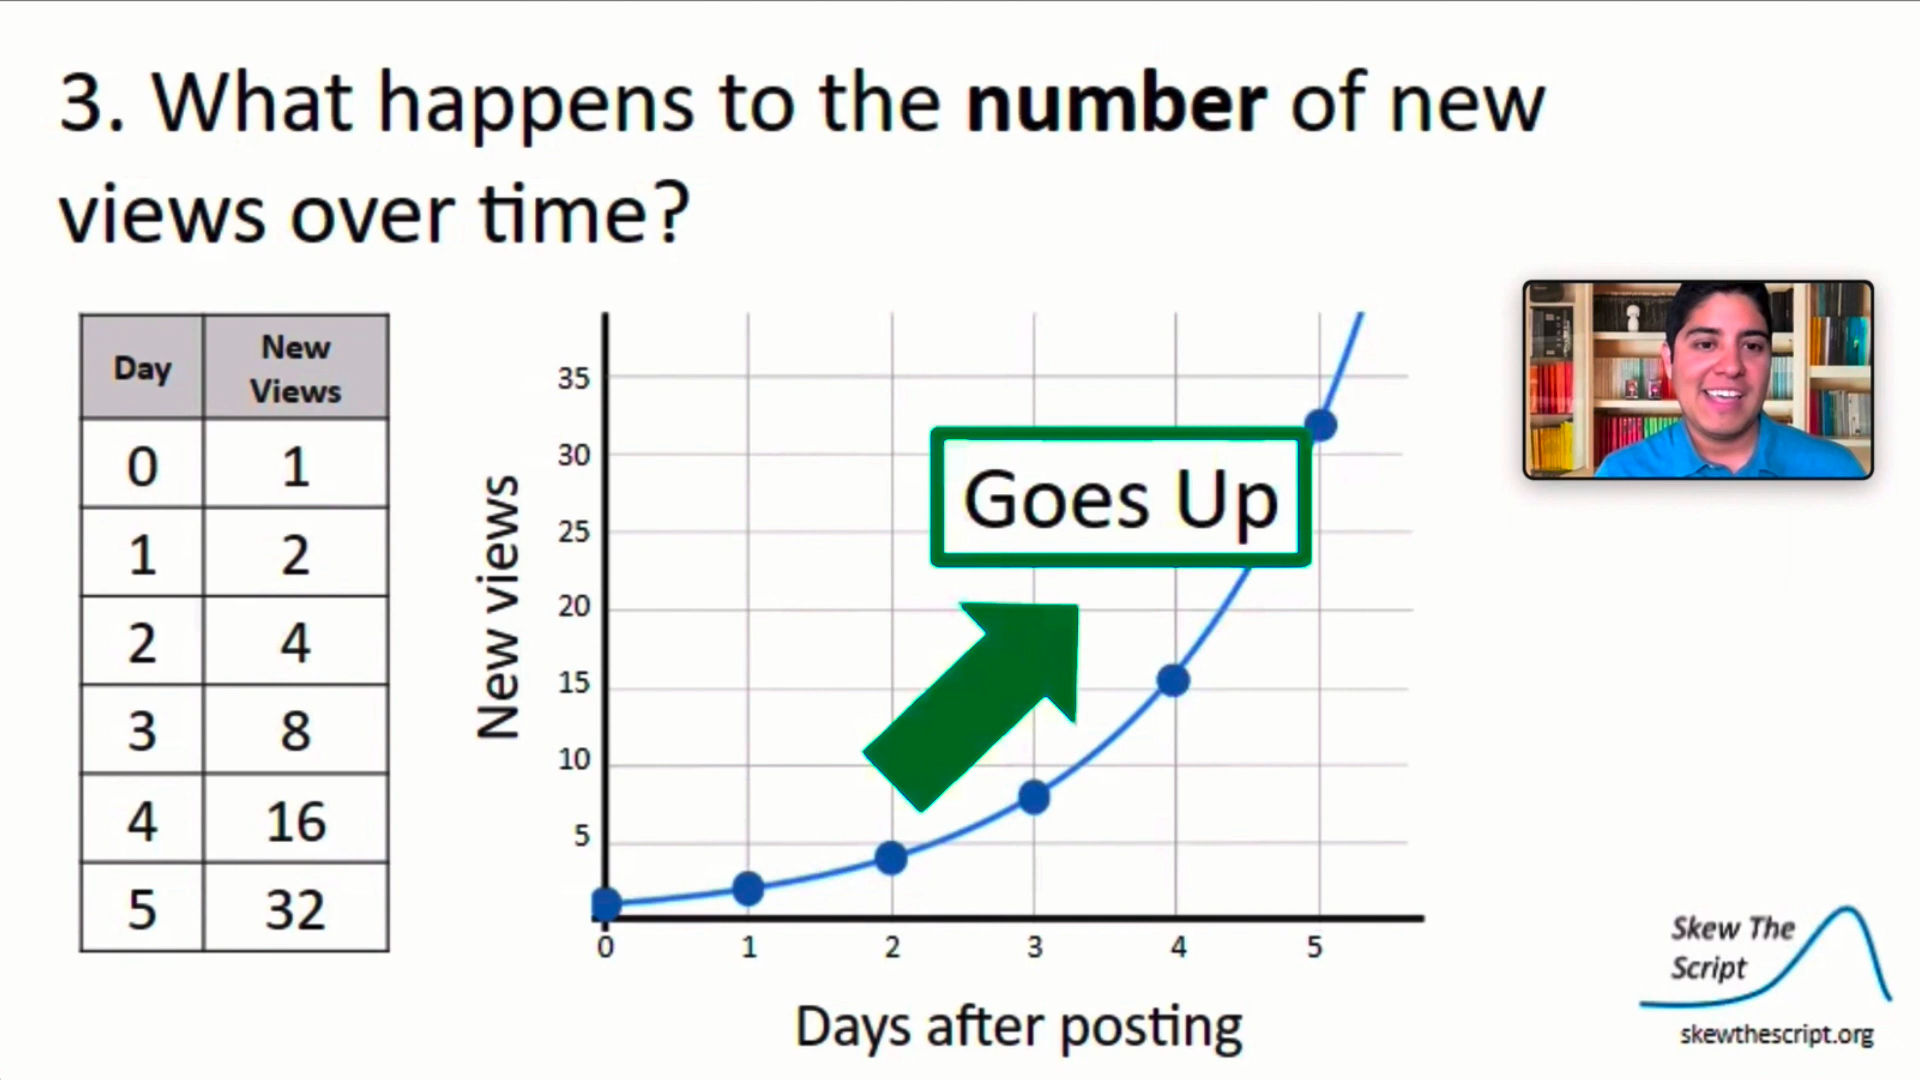 3. What happens to the number of new
views over time?
Day
New
Views
0
1
1
2
2
4
3
8
4
16
5
32
New views
35
30
25
20
15
10
5
Goes Up
0 1 2 3 4 5
Days after posting
Skew The
Script
skewthescript.org